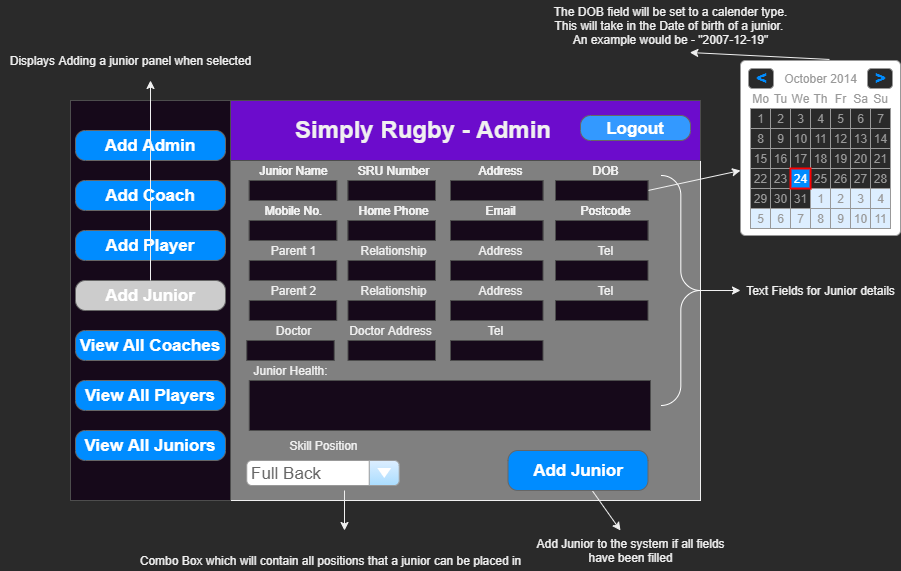 The DOB field will be set to a calender type.
This will take in the Date of birth of a junior.
An example would be - "2007-12-19"
Displays Adding a junior panel when selected
< October 2014 >
Mo Tu We Th Fr Sa Su
1 2 3 4 5 6 7
8 9 10 11 12 13 14
15 16 17 18 19 20 21
22 23 24 25 26 27 28
29 30 31 1 2 3 4
5 6 7 8 9 10 11
Simply Rugby - Admin
Logout
Add Admin
Add Coach
Add Player
Add Junior
View All Coaches
View All Players
View All Juniors
Junior Name SRU Number Address DOB
Mobile No. Home Phone Email Postcode
Parent 1 Relationship Address Tel
Parent 2 Relationship Address Tel
Doctor Doctor Address Tel
Junior Health:
Skill Position
Full Back
Add Junior
Text Fields for Junior details
Combo Box which will contain all positions that a junior can be placed in
Add Junior to the system if all fields
have been filled